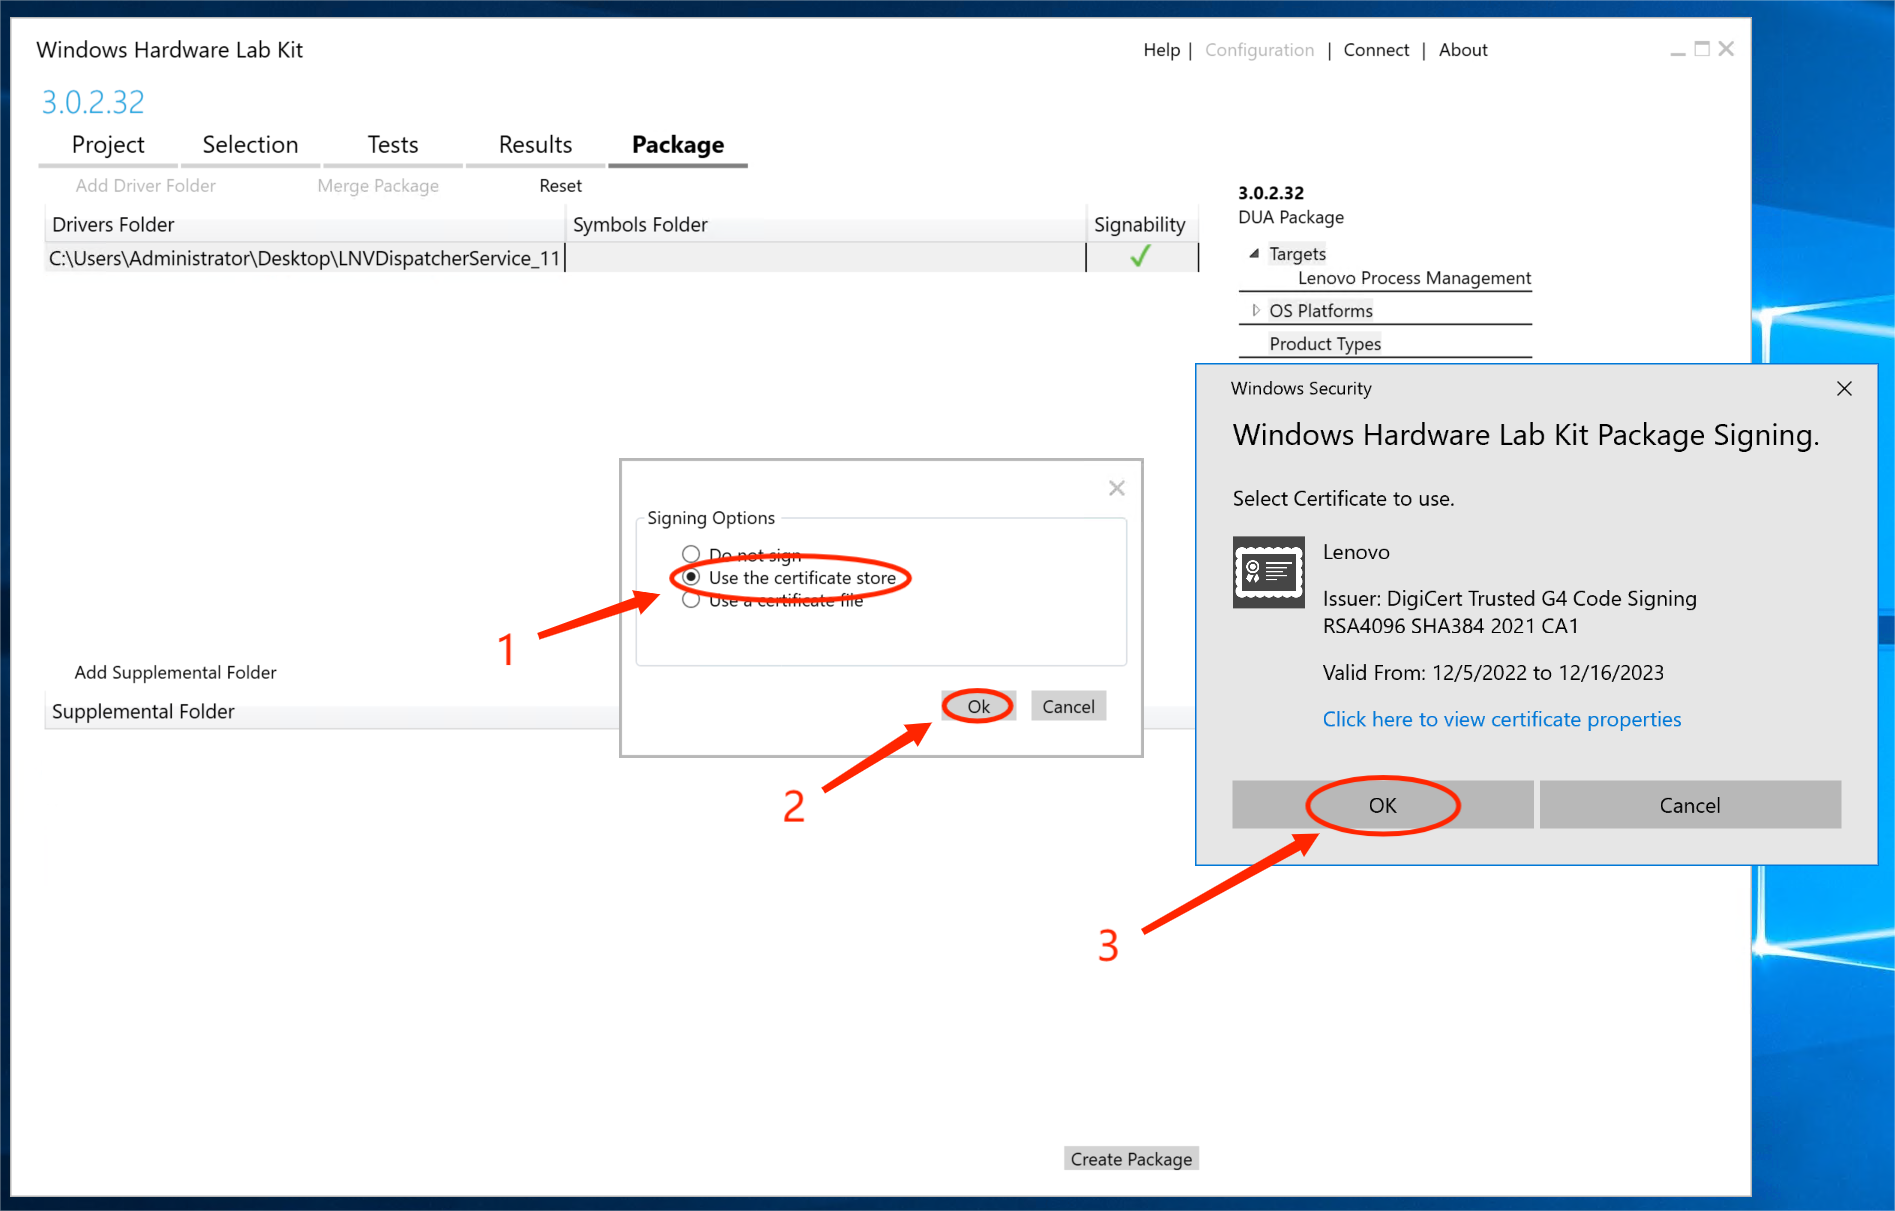 Windows Hardware Lab Kit
Help | Configuration | Connect | About
3.0.2.32
Project Selection Tests Results Package
Add Driver Folder Merge Package Reset
Drivers Folder Symbols Folder Signability
C:\Users\Administrator\Desktop\LNVDispatcherService_11
3.0.2.32
DUA Package
Targets
Lenovo Process Management
OS Platforms
Product Types
Signing Options
Do not sign
Use the certificate store
Use a certificate file
Ok Cancel
1
2
Add Supplemental Folder
Supplemental Folder
Windows Security
Windows Hardware Lab Kit Package Signing.
Select Certificate to use.
Lenovo
Issuer: DigiCert Trusted G4 Code Signing
RSA4096 SHA384 2021 CA1
Valid From: 12/5/2022 to 12/16/2023
Click here to view certificate properties
OK Cancel
3
Create Package